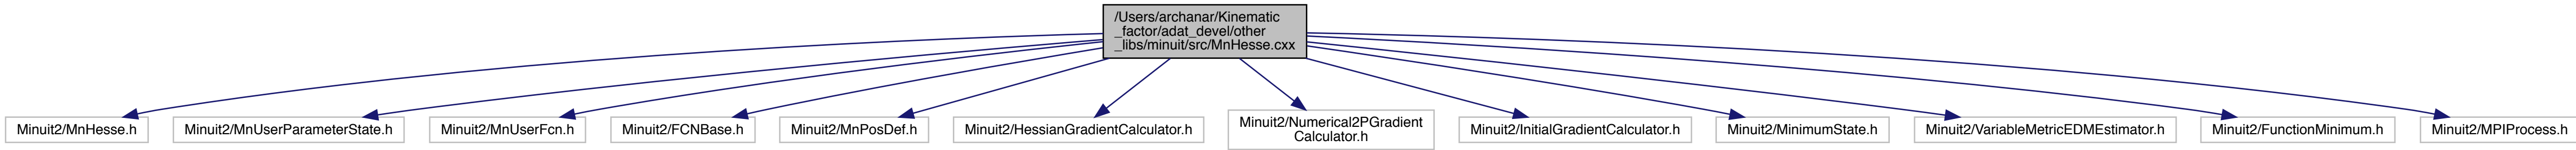 /Users/archanar/Kinematic
_factor/adat_devel/other
_libs/minuit/src/MnHesse.cxx
Minuit2/MnHesse.h
Minuit2/MnUserParameterState.h
Minuit2/MnUserFcn.h
Minuit2/FCNBase.h
Minuit2/MnPosDef.h
Minuit2/HessianGradientCalculator.h
Minuit2/Numerical2PGradient
Calculator.h
Minuit2/InitialGradientCalculator.h
Minuit2/MinimumState.h
Minuit2/VariableMetricEDMEstimator.h
Minuit2/FunctionMinimum.h
Minuit2/MPIProcess.h